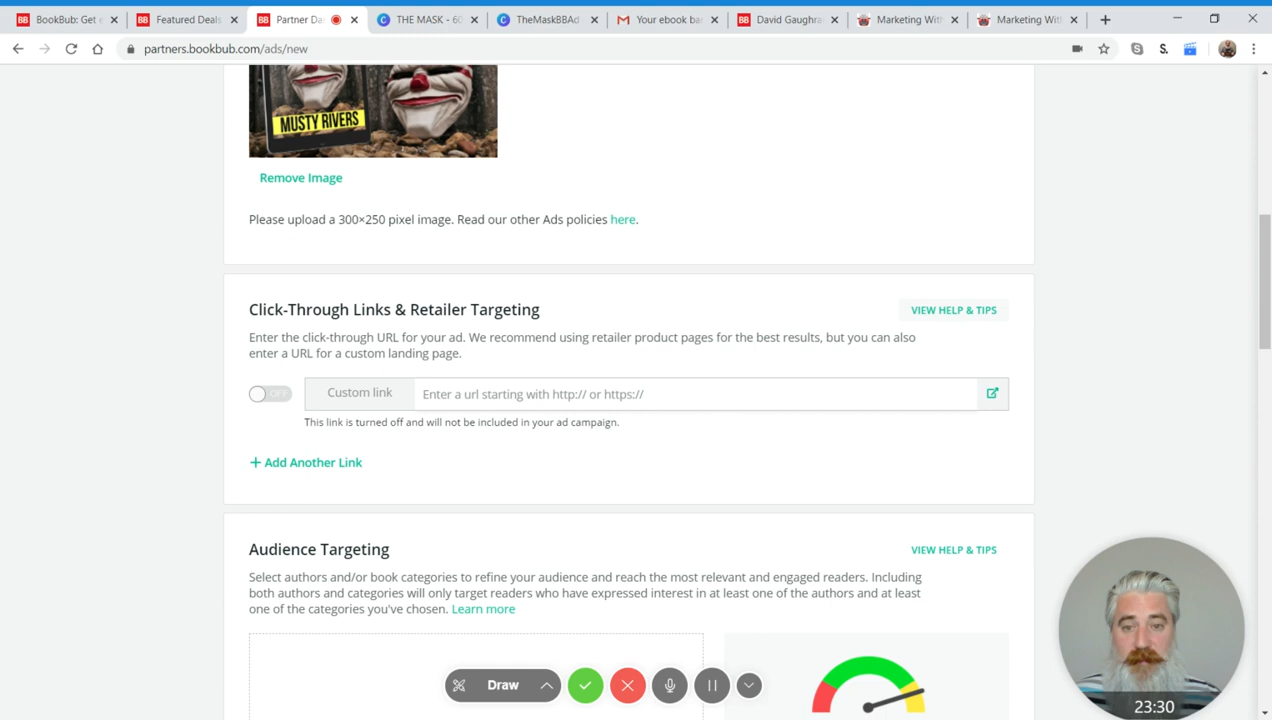 BookBub: Get e
Featured Deals
Partner Da
THE MASK - 60
TheMaskBBAd
Your ebook ba
David Gaughra
Marketing Wit
Marketing Wit
partners.bookbub.com/ads/new
MUSTY RIVERS
Remove Image
Please upload a 300×250 pixel image. Read our other Ads policies here.
Click-Through Links & Retailer Targeting
VIEW HELP & TIPS
Enter the click-through URL for your ad. We recommend using retailer product pages for the best results, but you can also
enter a URL for a custom landing page.
OFF
Custom link
Enter a url starting with http:// or https://
This link is turned off and will not be included in your ad campaign.
+ Add Another Link
Audience Targeting
VIEW HELP & TIPS
Select authors and/or book categories to refine your audience and reach the most relevant and engaged readers. Including
both authors and categories will only target readers who have expressed interest in at least one of the authors and at least
one of the categories you've chosen. Learn more
Draw
23:30